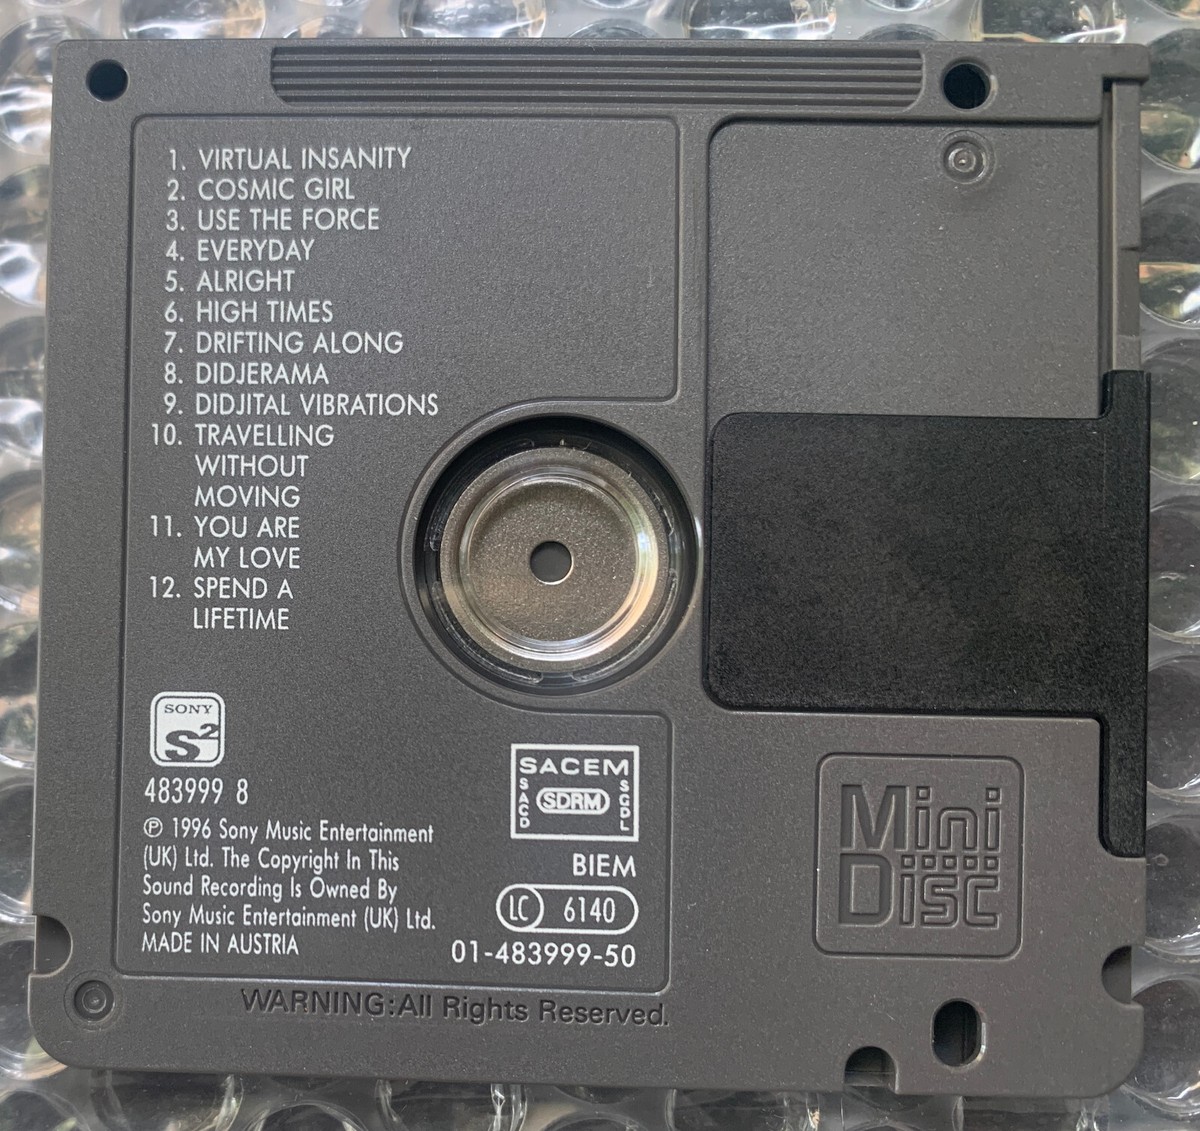 1. VIRTUAL INSANITY
2. COSMIC GIRL
3. USE THE FORCE
4. EVERYDAY
5. ALRIGHT
6. HIGH TIMES
7. DRIFTING ALONG
8. DIDJERAMA
9. DIDJITAL VIBRATIONS
10. TRAVELLING
WITHOUT
MOVING
11. YOU ARE
MY LOVE
12. SPEND A
LIFETIME
SONY
S2
483999 8
℗ 1996 Sony Music Entertainment
(UK) Ltd. The Copyright In This
Sound Recording Is Owned By
Sony Music Entertainment (UK) Ltd.
MADE IN AUSTRIA
SACEM
SACD
SDRM
SGDL
BIEM
LC 6140
01-483999-50
Mini
Disc
WARNING:All Rights Reserved.